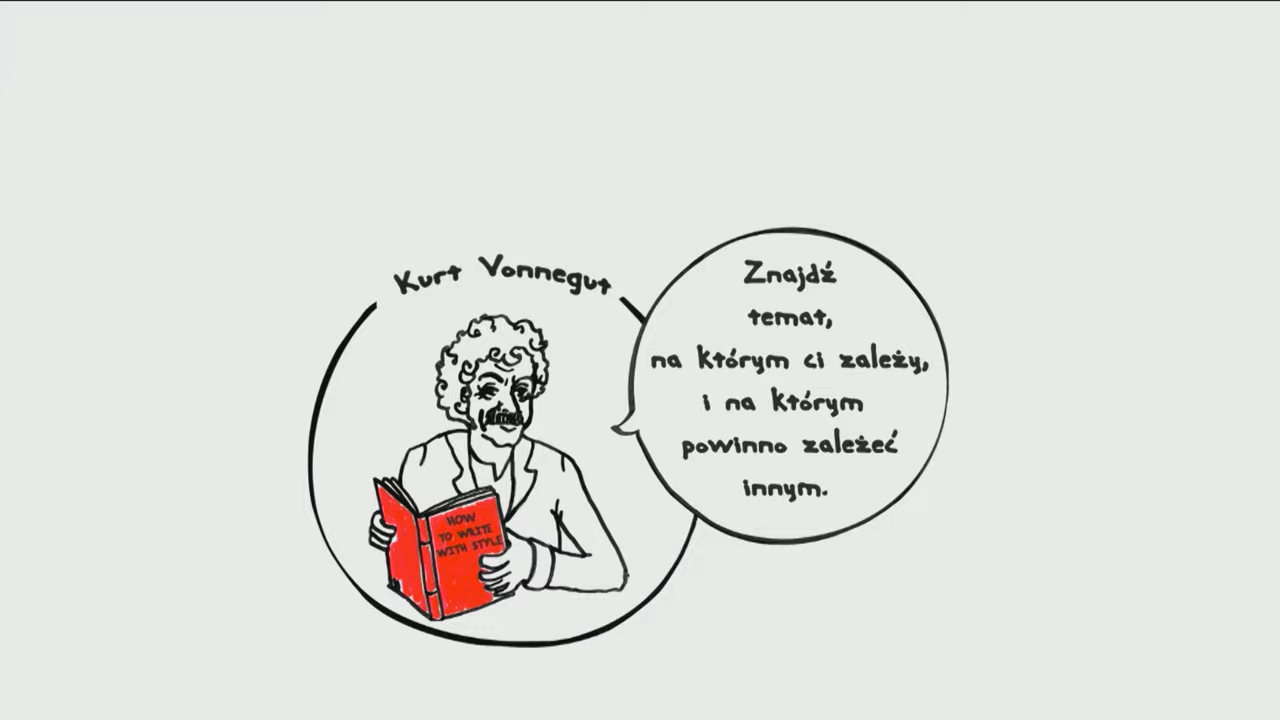 Kurt Vonnegut
Znajdź
temat,
na którym ci zależy,
i na którym
powinno zależeć
innym.
HOW
TO WRITE
WITH STYLE